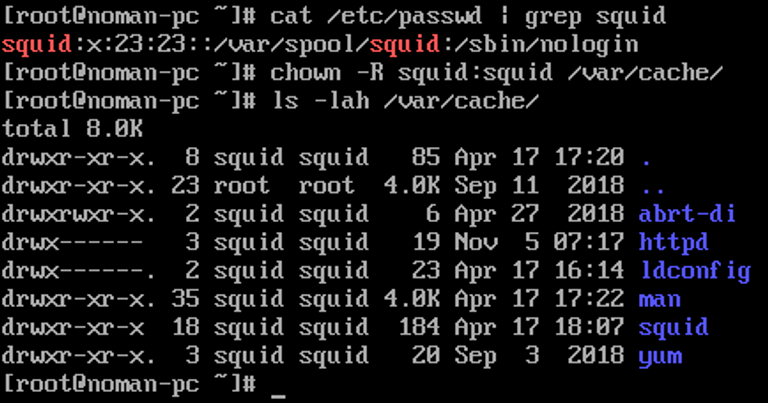 [root@noman-pc ~]# cat /etc/passwd | grep squid
squid:x:23:23::/var/spool/squid:/sbin/nologin
[root@noman-pc ~]# chown -R squid:squid /var/cache/
[root@noman-pc ~]# ls -lah /var/cache/
total 8.0K
drwxr-xr-x.  8 squid squid   85 Apr 17 17:20 .
drwxr-xr-x. 23 root  root  4.0K Sep 11  2018 ..
drwxrwxr-x.  2 squid squid    6 Apr 27  2018 abrt-di
drwx------   3 squid squid   19 Nov  5 07:17 httpd
drwx------.  2 squid squid   23 Apr 17 16:14 ldconfig
drwxr-xr-x. 35 squid squid 4.0K Apr 17 17:22 man
drwxr-xr-x  18 squid squid  184 Apr 17 18:07 squid
drwxr-xr-x.  3 squid squid   20 Sep  3  2018 yum
[root@noman-pc ~]# _